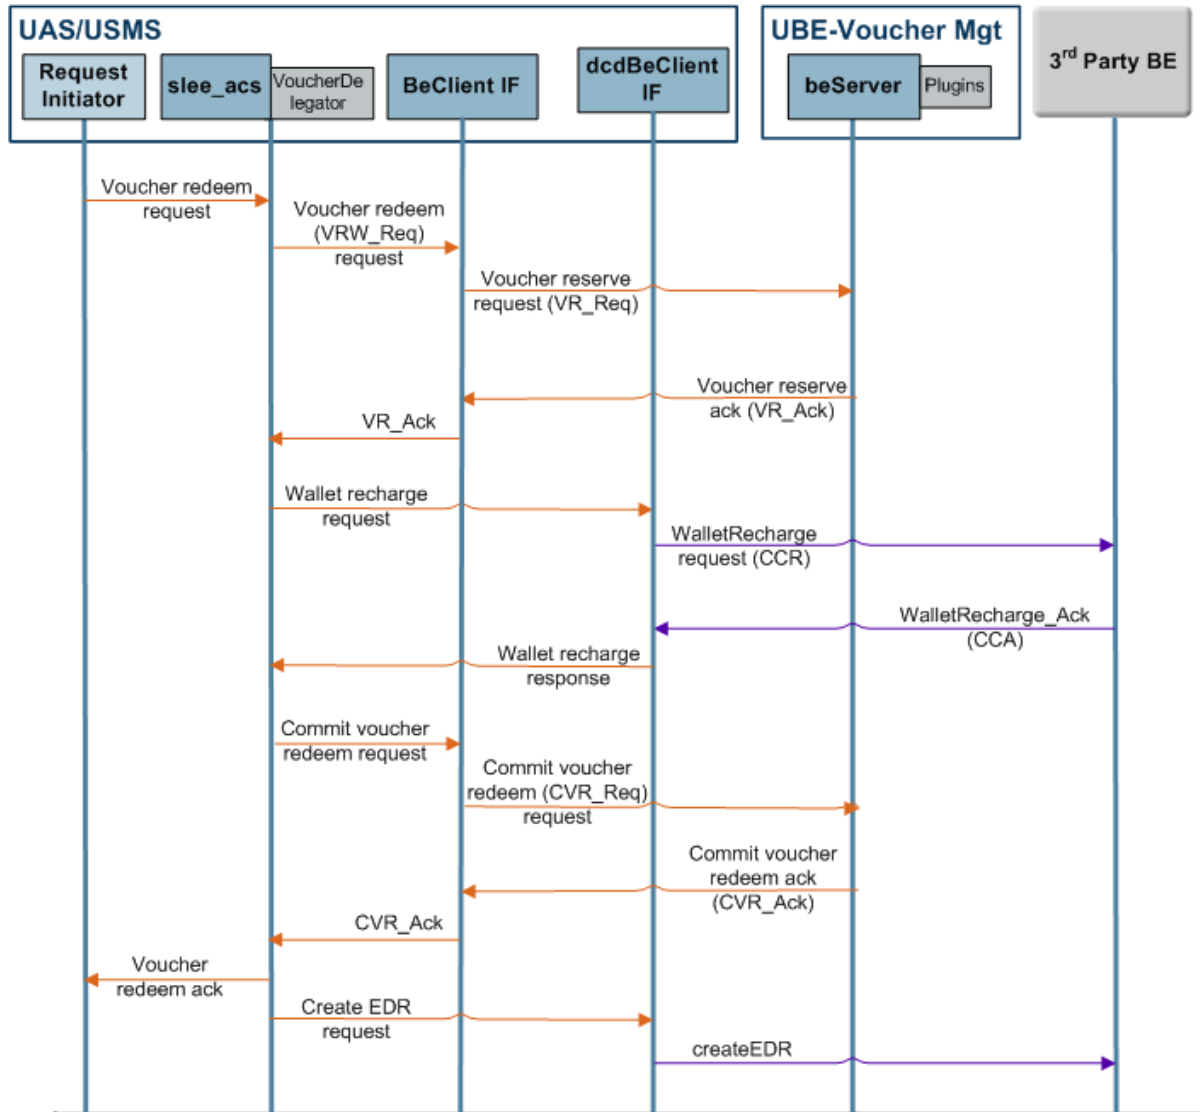 UAS/USMS
UBE-Voucher Mgt
Request
Initiator
slee_acs
VoucherDe
legator
BeClient IF
dcdBeClient
IF
beServer
Plugins
3rd Party BE
Voucher redeem
request
Voucher redeem
(VRW_Req)
request
Voucher reserve
request (VR_Req)
Voucher reserve
ack (VR_Ack)
VR_Ack
Wallet recharge
request
WalletRecharge
request (CCR)
WalletRecharge_Ack
(CCA)
Wallet recharge
response
Commit voucher
redeem request
Commit voucher
redeem (CVR_Req)
request
Commit voucher
redeem ack
(CVR_Ack)
CVR_Ack
Voucher
redeem ack
Create EDR
request
createEDR